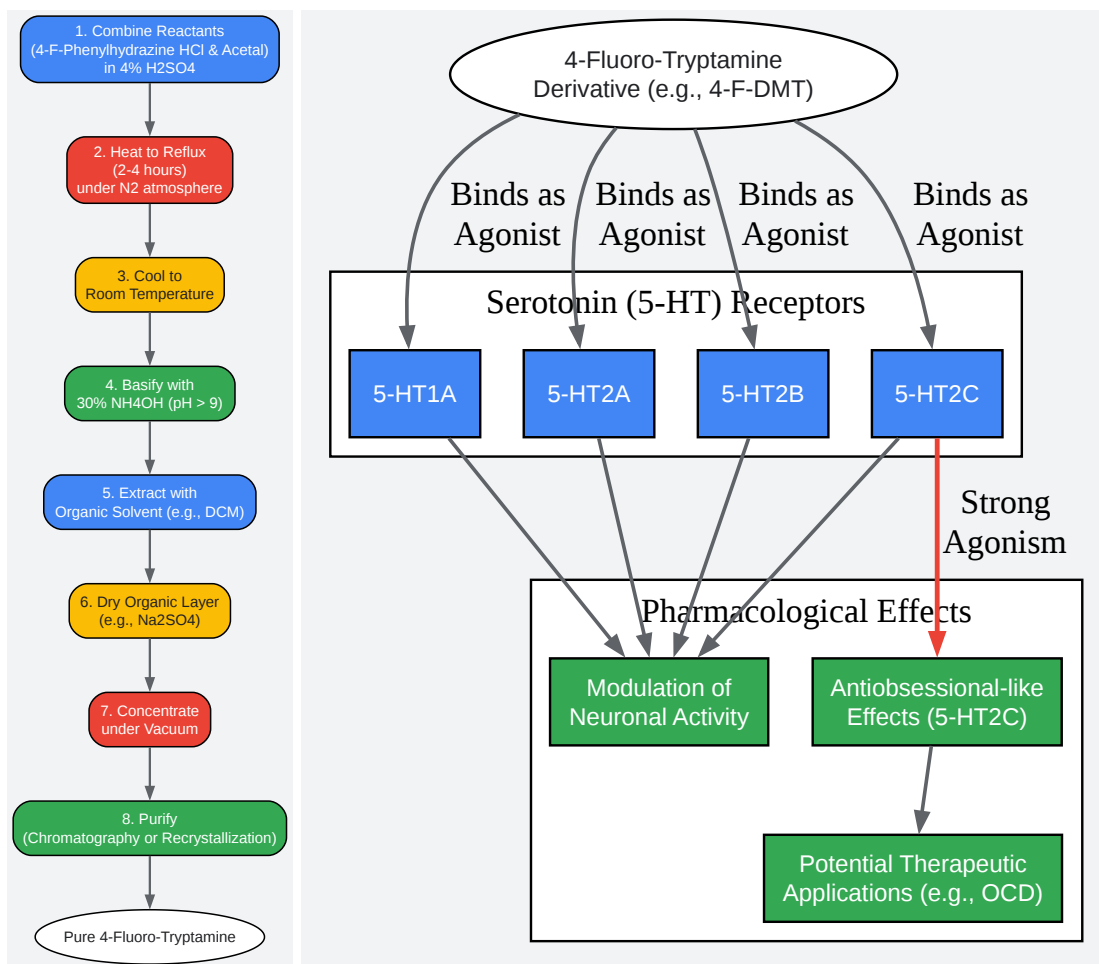 1. Combine Reactants
(4-F-Phenylhydrazine HCl & Acetal)
in 4% H2SO4
2. Heat to Reflux
(2-4 hours)
under N2 atmosphere
3. Cool to
Room Temperature
4. Basify with
30% NH4OH (pH > 9)
5. Extract with
Organic Solvent (e.g., DCM)
6. Dry Organic Layer
(e.g., Na2SO4)
7. Concentrate
under Vacuum
8. Purify
(Chromatography or Recrystallization)
Pure 4-Fluoro-Tryptamine
4-Fluoro-Tryptamine
Derivative (e.g., 4-F-DMT)
Binds as
Agonist
Binds as
Agonist
Binds as
Agonist
Binds as
Agonist
Serotonin (5-HT) Receptors
5-HT1A
5-HT2A
5-HT2B
5-HT2C
Strong
Agonism
Pharmacological Effects
Modulation of
Neuronal Activity
Antiobsessional-like
Effects (5-HT2C)
Potential Therapeutic
Applications (e.g., OCD)